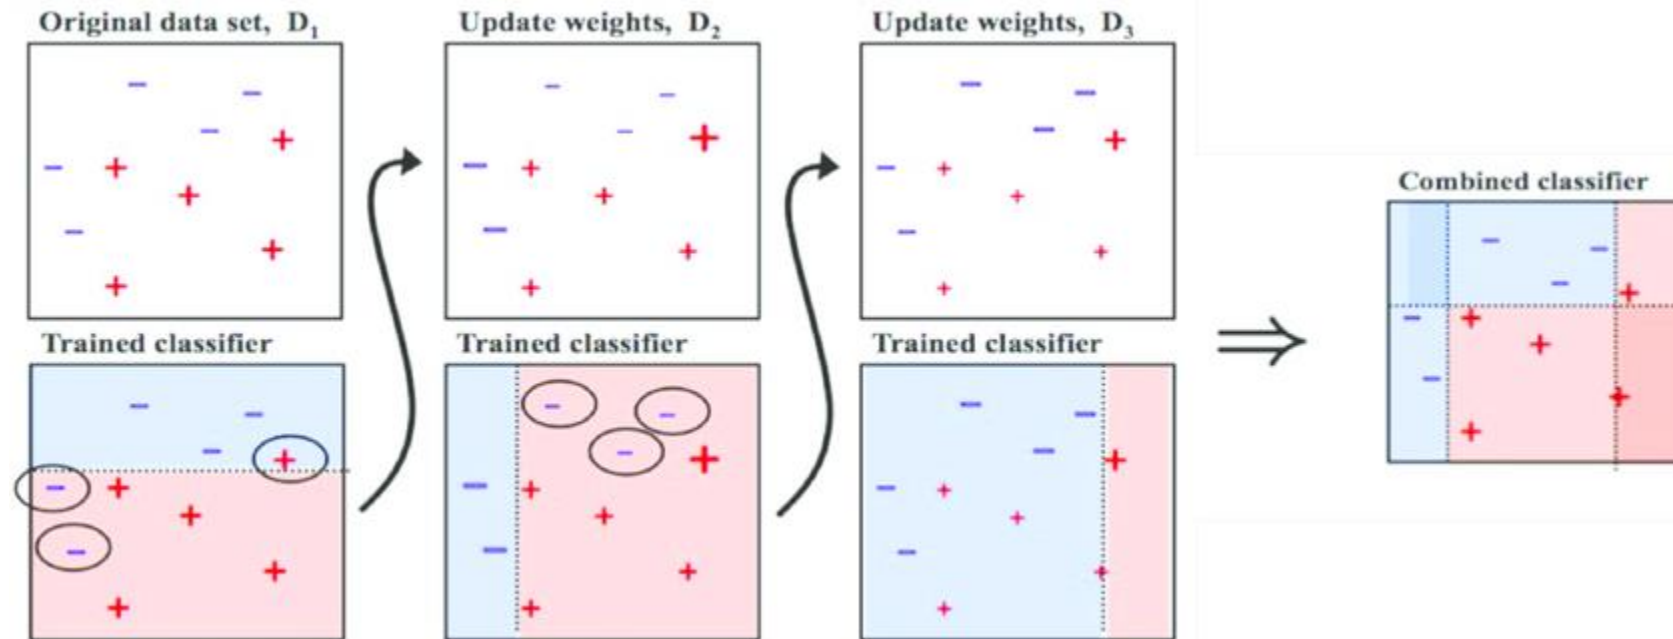 Original data set, D₁
Update weights, D₂
Update weights, D₃
Combined classifier
Trained classifier
Trained classifier
Trained classifier